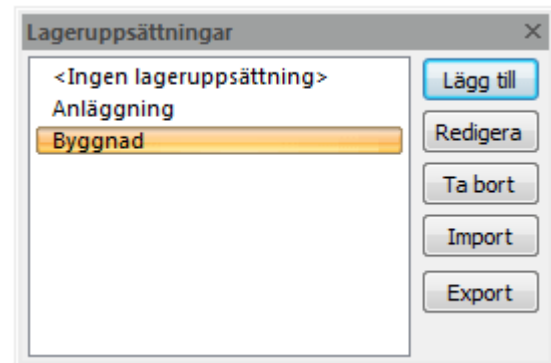 Lageruppsättningar
<Ingen lageruppsättning>
Anläggning
Byggnad
Lägg till
Redigera
Ta bort
Import
Export